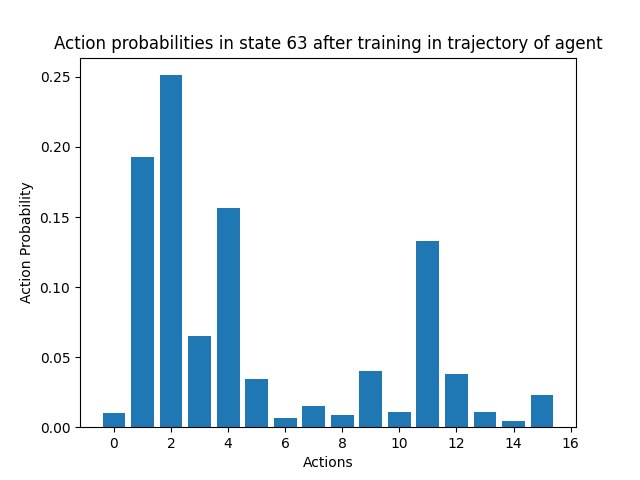 Action probabilities in state 63 after training in trajectory of agent
0.25
0.20
0.15
0.10
0.05
0.00
Action Probability
0 2 4 6 8 10 12 14 16
Actions